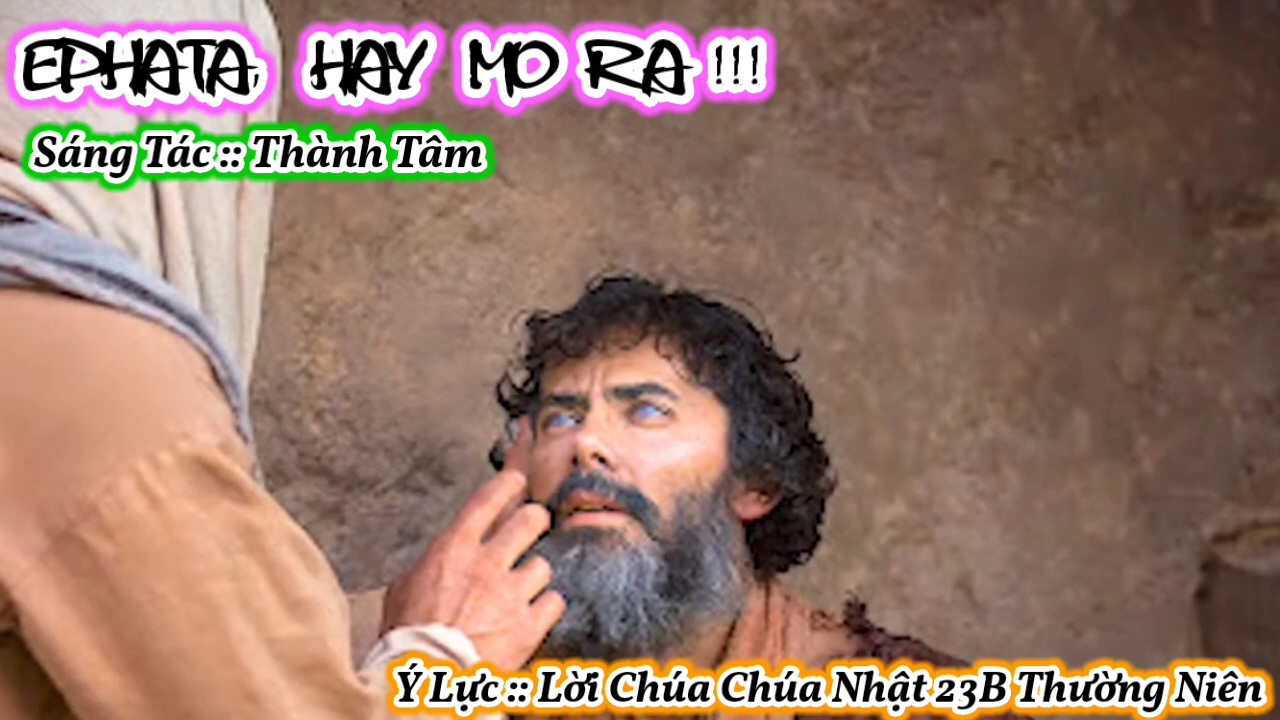 EPHATA, HAY MO RA !!!
Sáng Tác :: Thành Tâm
Ý Lực :: Lời Chúa Chúa Nhật 23B Thường Niên